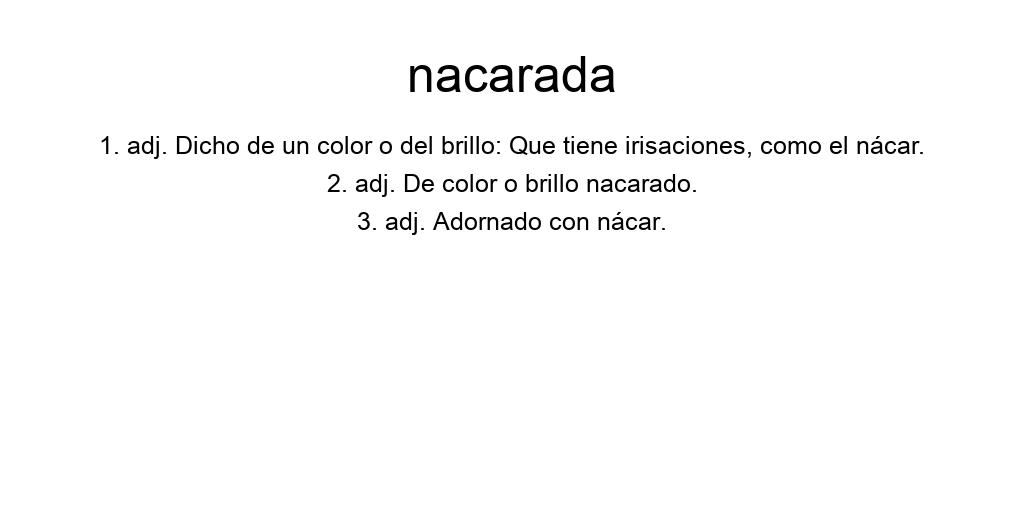 nacarada
1. adj. Dicho de un color o del brillo: Que tiene irisaciones, como el nácar.
2. adj. De color o brillo nacarado.
3. adj. Adornado con nácar.